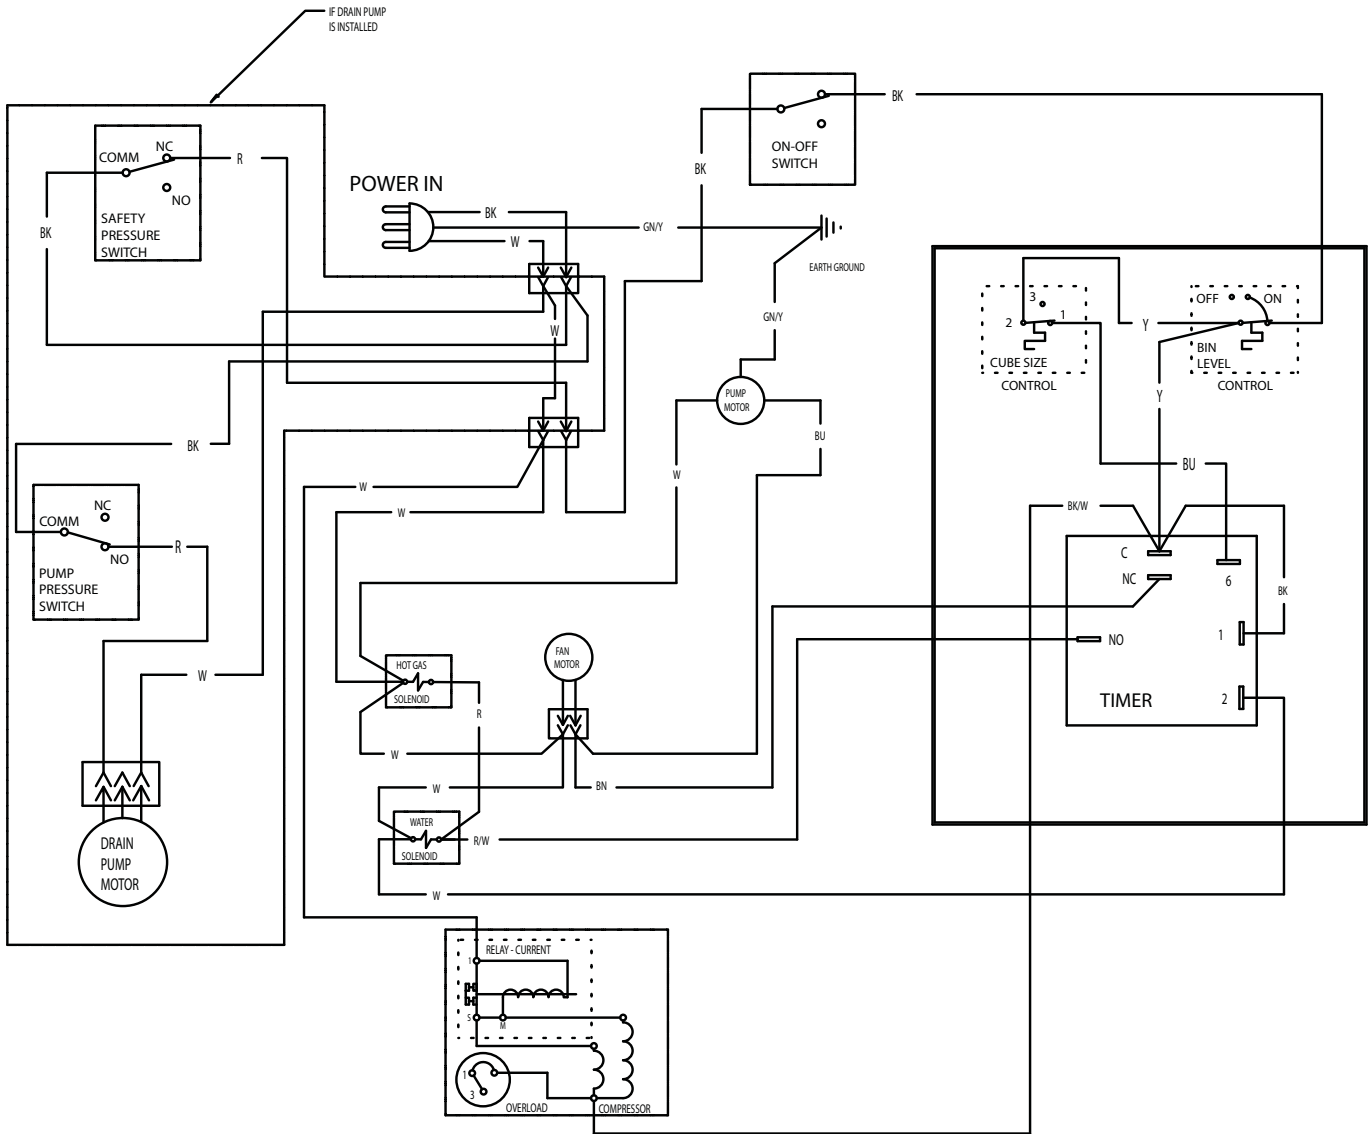 IF DRAIN PUMP
IS INSTALLED
NC
COMM
NO
R
SAFETY
PRESSURE
SWITCH
BK
POWER IN
BK
GN/Y
W
EARTH GROUND
GN/Y
ON-OFF
SWITCH
BK
BK
W
3
2
1
CUBE SIZE
CONTROL
Y
OFF
ON
BIN
LEVEL
CONTROL
Y
PUMP
MOTOR
BU
W
BU
BK
W
W
NC
COMM
NO
R
PUMP
PRESSURE
SWITCH
BK/W
C
NC
6
BK
1
NO
2
TIMER
W
HOT GAS
SOLENOID
R
FAN
MOTOR
W
W
BN
WATER
SOLENOID
R/W
W
DRAIN
PUMP
MOTOR
RELAY - CURRENT
1
S
M
1
3
OVERLOAD
COMPRESSOR